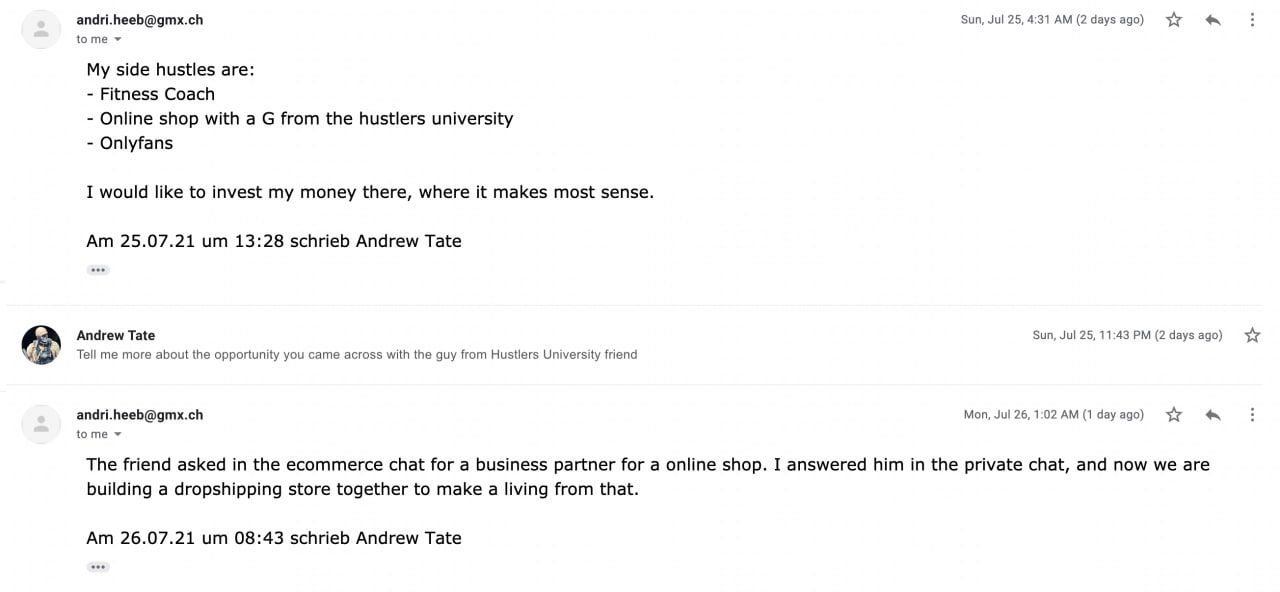 andri.heeb@gmx.ch
Sun, Jul 25, 4:31 AM (2 days ago)
to me
My side hustles are:
- Fitness Coach
- Online shop with a G from the hustlers university
- Onlyfans
I would like to invest my money there, where it makes most sense.
Am 25.07.21 um 13:28 schrieb Andrew Tate
Andrew Tate
Sun, Jul 25, 11:43 PM (2 days ago)
Tell me more about the opportunity you came across with the guy from Hustlers University friend
andri.heeb@gmx.ch
Mon, Jul 26, 1:02 AM (1 day ago)
to me
The friend asked in the ecommerce chat for a business partner for a online shop. I answered him in the private chat, and now we are
building a dropshipping store together to make a living from that.
Am 26.07.21 um 08:43 schrieb Andrew Tate